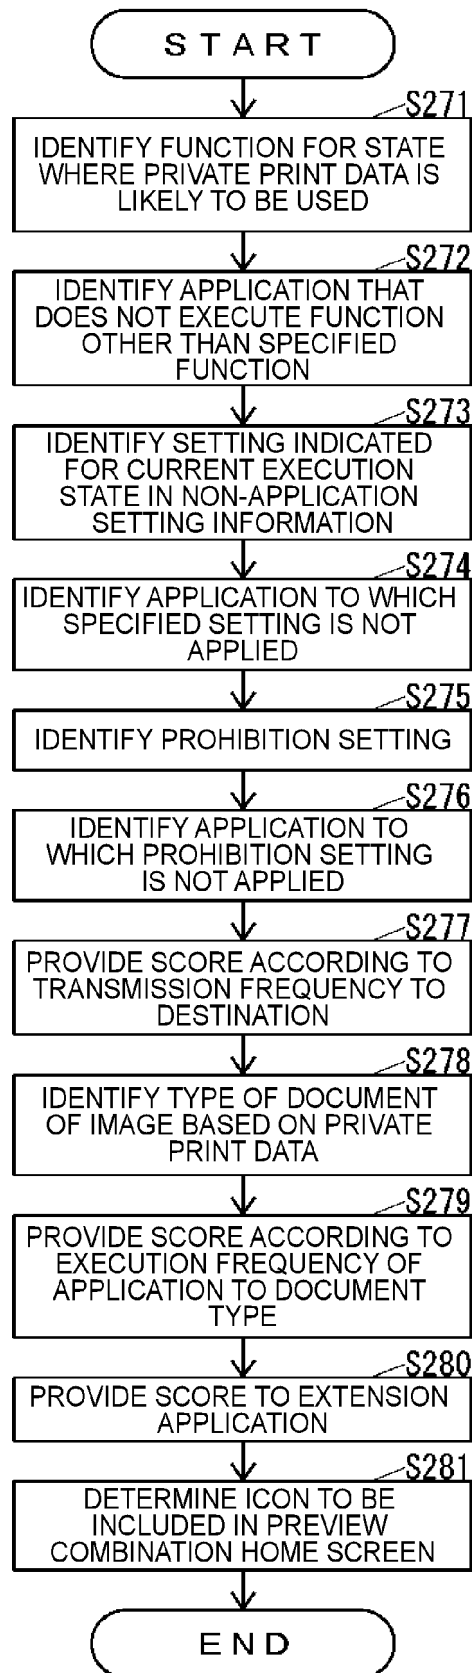 START
S271
IDENTIFY FUNCTION FOR STATE
WHERE PRIVATE PRINT DATA IS
LIKELY TO BE USED
S272
IDENTIFY APPLICATION THAT
DOES NOT EXECUTE FUNCTION
OTHER THAN SPECIFIED
FUNCTION
S273
IDENTIFY SETTING INDICATED
FOR CURRENT EXECUTION
STATE IN NON-APPLICATION
SETTING INFORMATION
S274
IDENTIFY APPLICATION TO WHICH
SPECIFIED SETTING IS NOT
APPLIED
S275
IDENTIFY PROHIBITION SETTING
S276
IDENTIFY APPLICATION TO
WHICH PROHIBITION SETTING
IS NOT APPLIED
S277
PROVIDE SCORE ACCORDING TO
TRANSMISSION FREQUENCY TO
DESTINATION
S278
IDENTIFY TYPE OF DOCUMENT
OF IMAGE BASED ON PRIVATE
PRINT DATA
S279
PROVIDE SCORE ACCORDING TO
EXECUTION FREQUENCY OF
APPLICATION TO DOCUMENT
TYPE
S280
PROVIDE SCORE TO EXTENSION
APPLICATION
S281
DETERMINE ICON TO BE
INCLUDED IN PREVIEW
COMBINATION HOME SCREEN
END